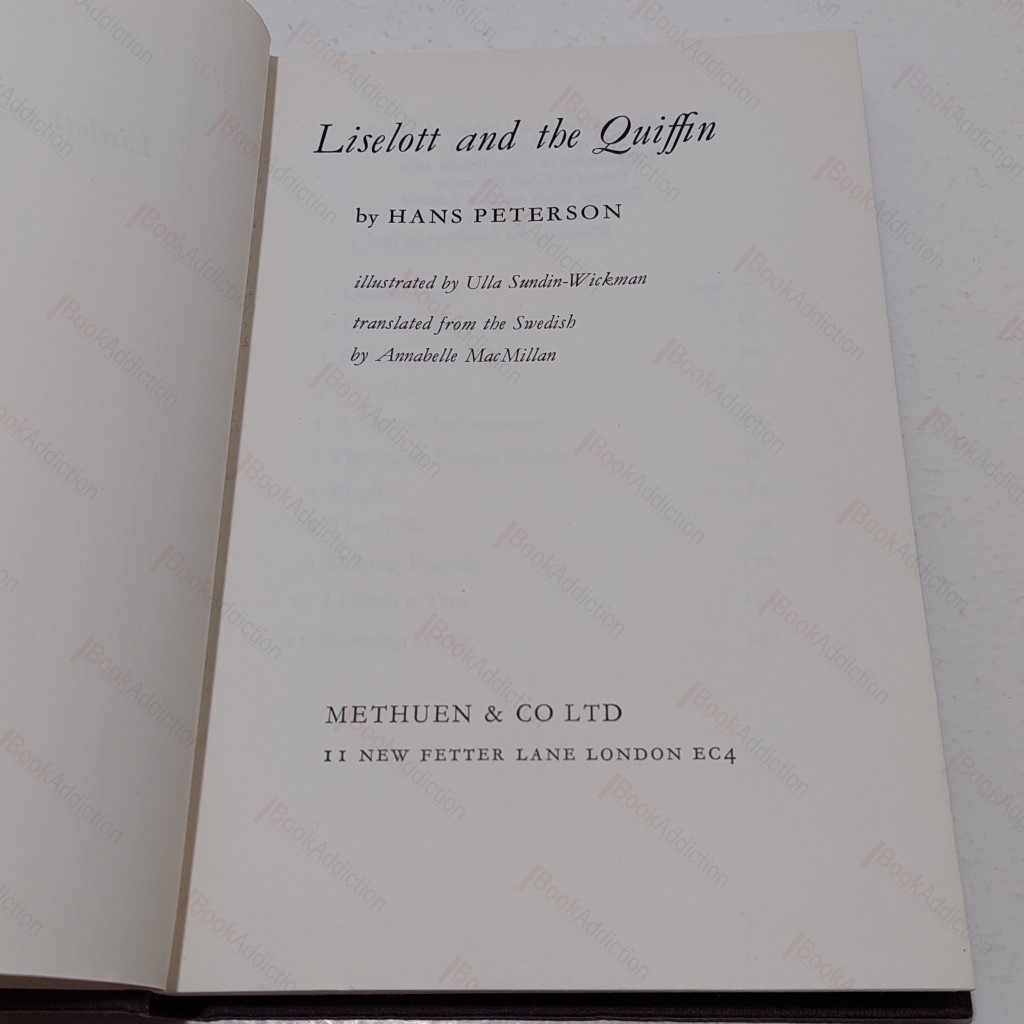 Liselott and the Quiffin
by HANS PETERSON
illustrated by Ulla Sundin-Wickman
translated from the Swedish
by Annabelle MacMillan
METHUEN & CO LTD
11 NEW FETTER LANE LONDON EC4
BookAddiction